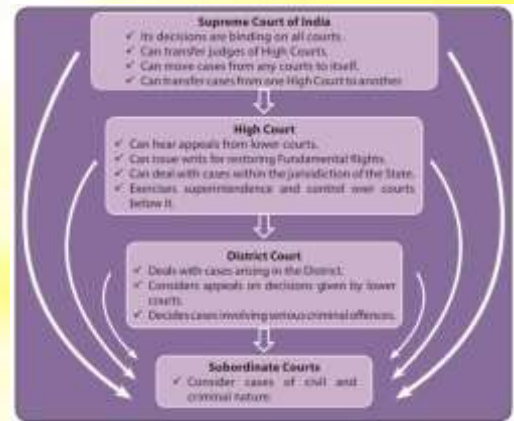 Supreme Court of India
✓ Its decisions are binding on all courts.
✓ Can transfer judges of High Courts.
✓ Can move cases from any courts to itself.
✓ Can transfer cases from one High Court to another.
High Court
✓ Can hear appeals from lower courts.
✓ Can issue writs for restoring Fundamental Rights.
✓ Can deal with cases within the jurisdiction of the State.
✓ Exercises superintendence and control over courts
below it.
District Court
✓ Deals with cases arising in the District.
✓ Considers appeals on decisions given by lower
courts.
✓ Decides cases involving serious criminal offences.
Subordinate Courts
✓ Consider cases of civil and
criminal nature